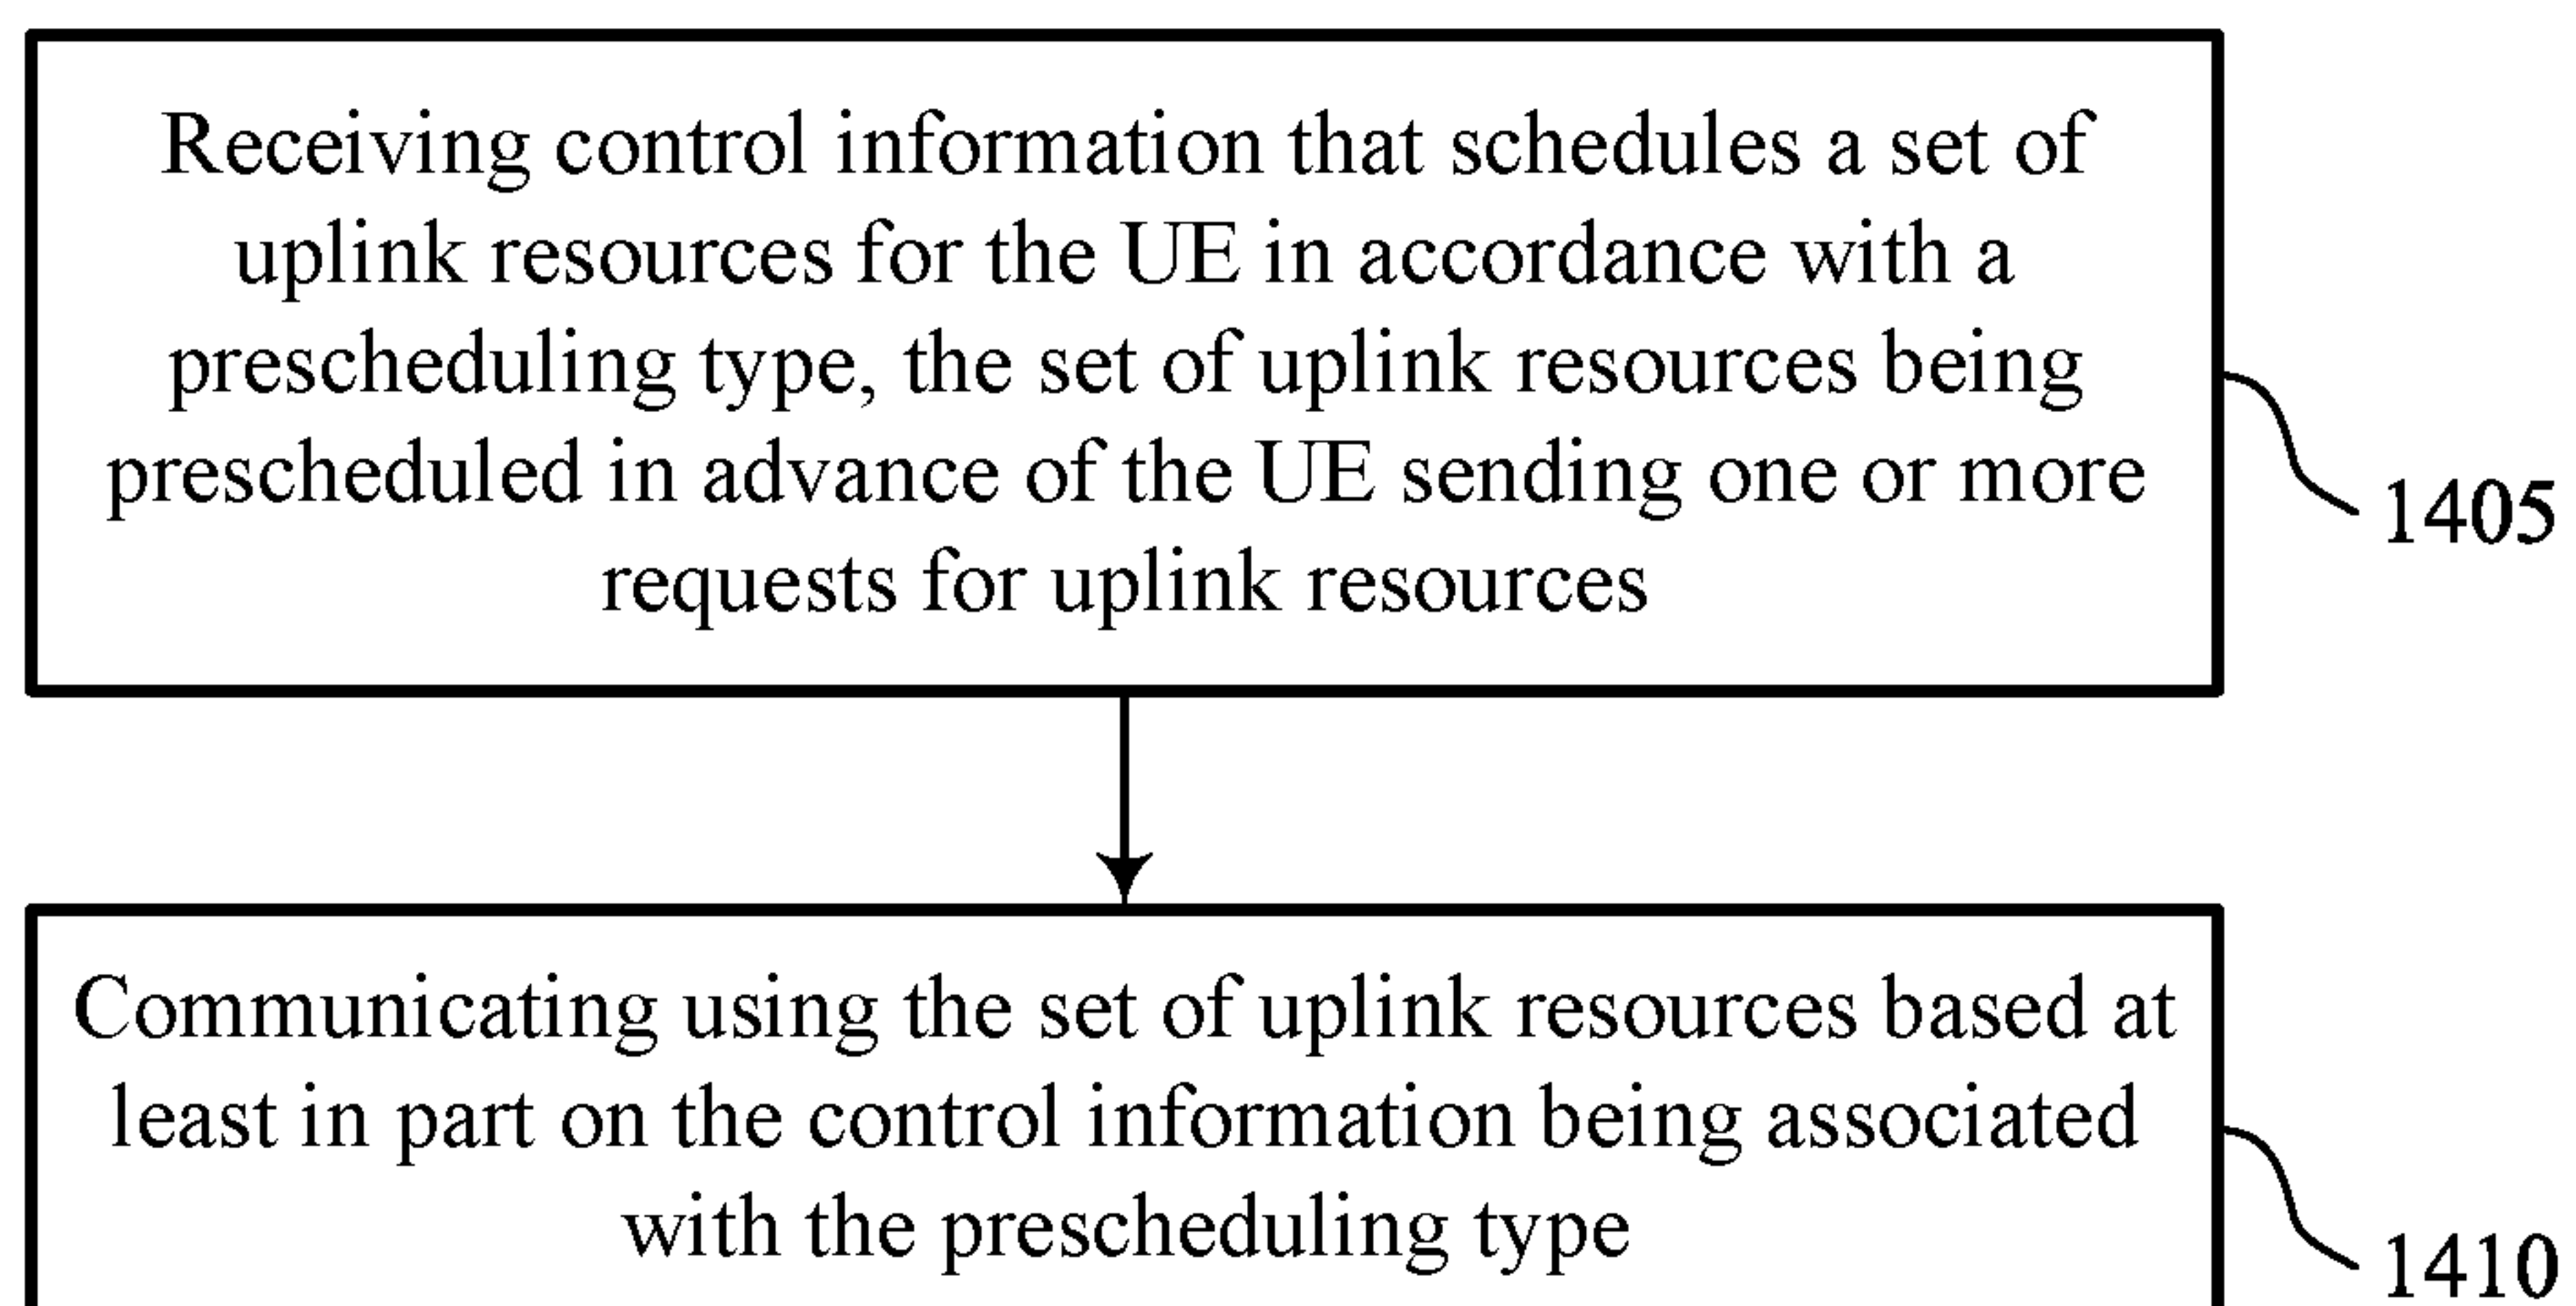 Receiving control information that schedules a set of
uplink resources for the UE in accordance with a
prescheduling type, the set of uplink resources being
prescheduled in advance of the UE sending one or more
requests for uplink resources
1405
Communicating using the set of uplink resources based at
least in part on the control information being associated
with the prescheduling type
1410